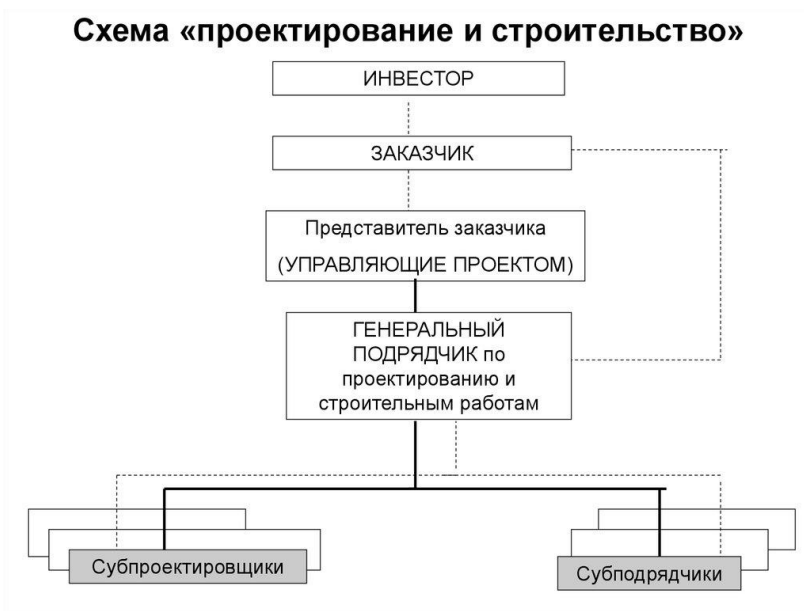 Схема «проектирование и строительство»
ИНВЕСТОР
ЗАКАЗЧИК
Представитель заказчика
(УПРАВЛЯЮЩИЕ ПРОЕКТОМ)
ГЕНЕРАЛЬНЫЙ
ПОДРЯДЧИК по
проектированию и
строительным работам
Субпроектировщики
Субподрядчики